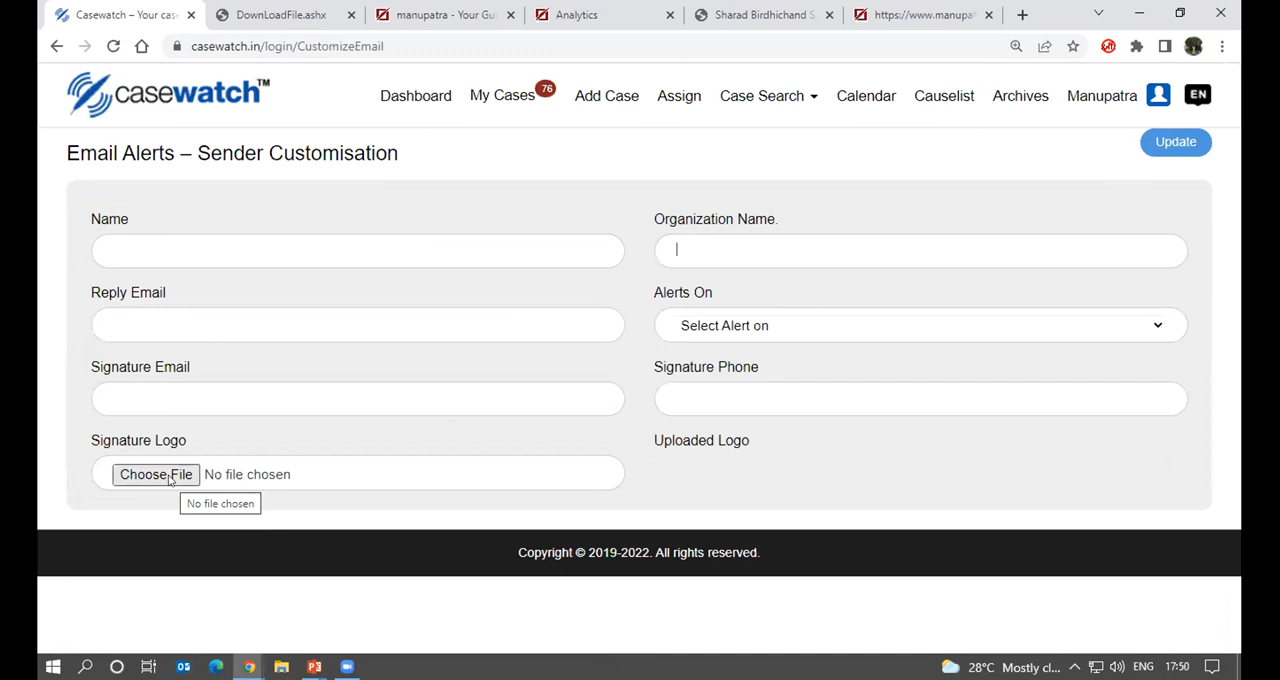 Casewatch – Your cas
DownLoadFile.ashx
manupatra - Your Gu
Analytics
Sharad Birdhichand S
https://www.manupat
casewatch.in/login/CustomizeEmail
casewatch™
Dashboard
My Cases 76
Add Case
Assign
Case Search
Calendar
Causelist
Archives
Manupatra
EN
Email Alerts – Sender Customisation
Update
Name
Organization Name.
Reply Email
Alerts On
Select Alert on
Signature Email
Signature Phone
Signature Logo
Uploaded Logo
Choose File No file chosen
No file chosen
Copyright © 2019-2022. All rights reserved.
28°C Mostly cl...
ENG
17:50